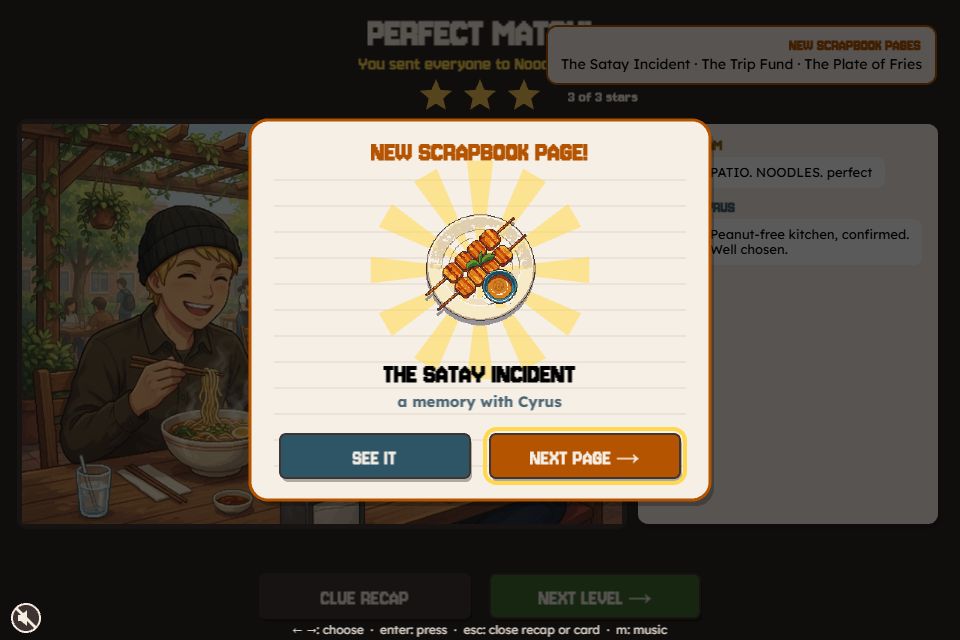 PERFECT
You sent everyone to
3 of 3 stars
NEW SCRAPBOOK PAGES
The Satay Incident · The Trip Fund · The Plate of Fries
PATIO. NOODLES. perfect
Peanut-free kitchen, confirmed.
Well chosen.
NEW SCRAPBOOK PAGE!
THE SATAY INCIDENT
a memory with Cyrus
SEE IT
NEXT PAGE →
CLUE RECAP
NEXT LEVEL →
← →: choose · enter: press · esc: close recap or card · m: music